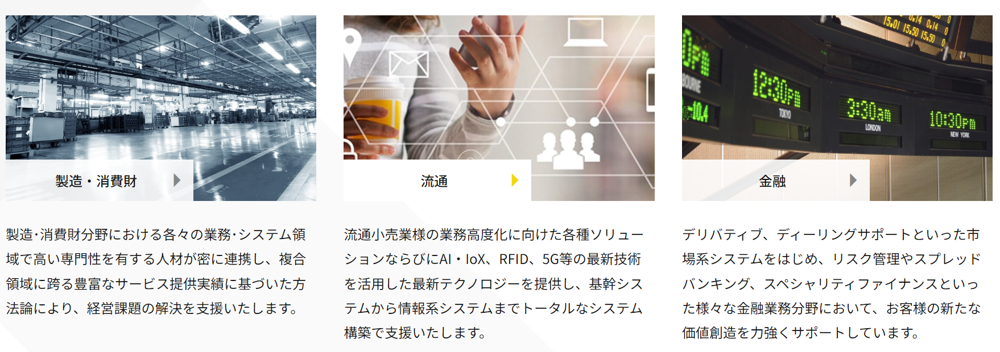 15.01 15.50 15.50 0
0.14 0.14 0
12:30pm
TOKYO
3:30am
LONDON
10:30pm
NEW YORK
-10.4
製造・消費財
流通
金融
製造･消費財分野における各々の業務･システム領
域で高い専門性を有する人材が密に連携し、複合
領域に跨る豊富なサービス提供実績に基づいた方
法論により、経営課題の解決を支援いたします。
流通小売業様の業務高度化に向けた各種ソリュー
ションならびにAI・IoX、RFID、5G等の最新技術
を活用した最新テクノロジーを提供し、基幹シス
テムから情報系システムまでトータルなシステム
構築で支援いたします。
デリバティブ、ディーリングサポートといった市
場系システムをはじめ、リスク管理やスプレッド
バンキング、スペシャリティファイナンスといっ
た様々な金融業務分野において、お客様の新たな
価値創造を力強くサポートしています。